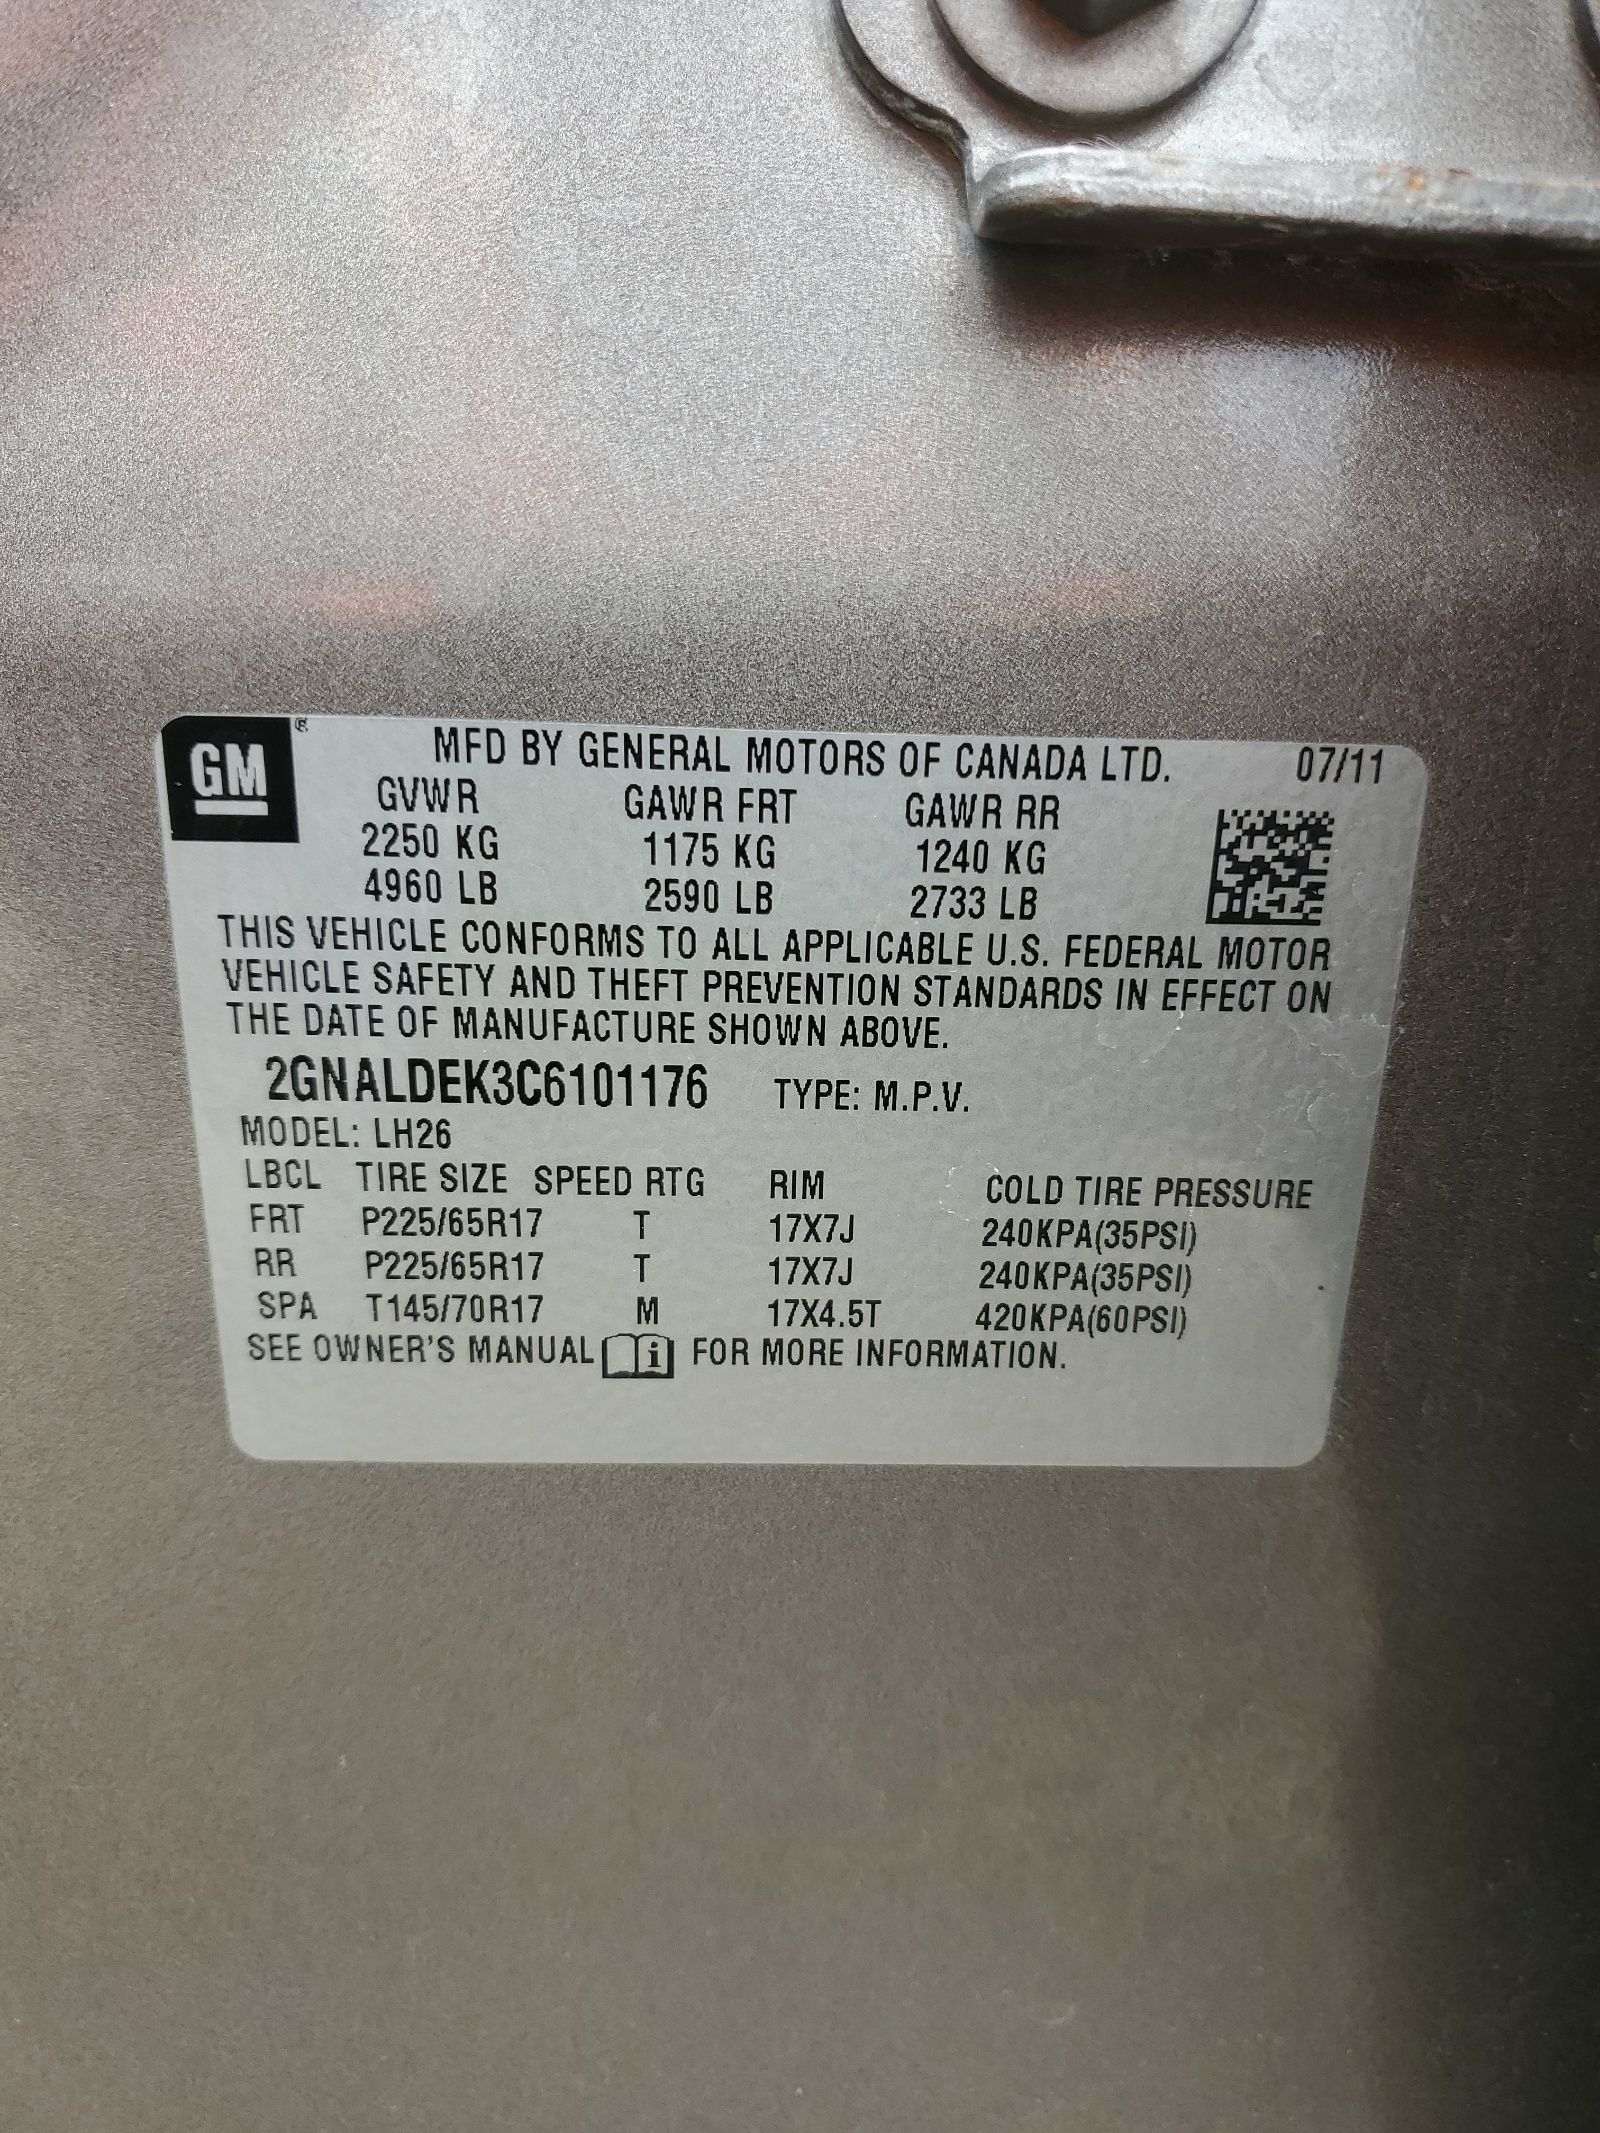 GM ® MFD BY GENERAL MOTORS OF CANADA LTD. 07/11
GVWR GAWR FRT GAWR RR
2250 KG 1175 KG 1240 KG
4960 LB 2590 LB 2733 LB
THIS VEHICLE CONFORMS TO ALL APPLICABLE U.S. FEDERAL MOTOR
VEHICLE SAFETY AND THEFT PREVENTION STANDARDS IN EFFECT ON
THE DATE OF MANUFACTURE SHOWN ABOVE.
2GNALDEK3C6101176 TYPE: M.P.V.
MODEL: LH26
LBCL TIRE SIZE SPEED RTG RIM COLD TIRE PRESSURE
FRT P225/65R17 T 17X7J 240KPA(35PSI)
RR P225/65R17 T 17X7J 240KPA(35PSI)
SPA T145/70R17 M 17X4.5T 420KPA(60PSI)
SEE OWNER'S MANUAL i FOR MORE INFORMATION.